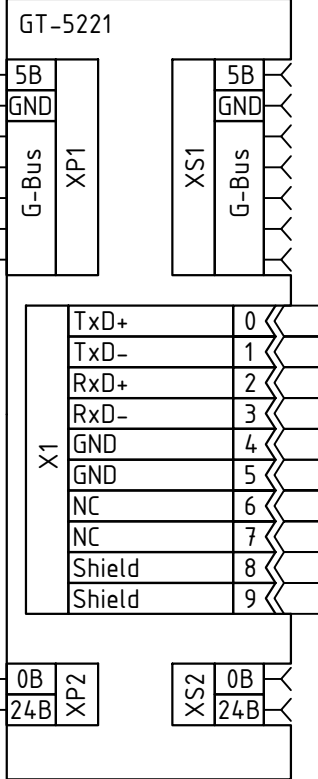 GT-5221
5В 5В
GND GND
G-Bus XP1 XS1 G-Bus
TxD+ 0
TxD- 1
RxD+ 2
RxD- 3
GND 4
X1
GND 5
NC 6
NC 7
Shield 8
Shield 9
0В XP2 XS2 0В
24В 24В